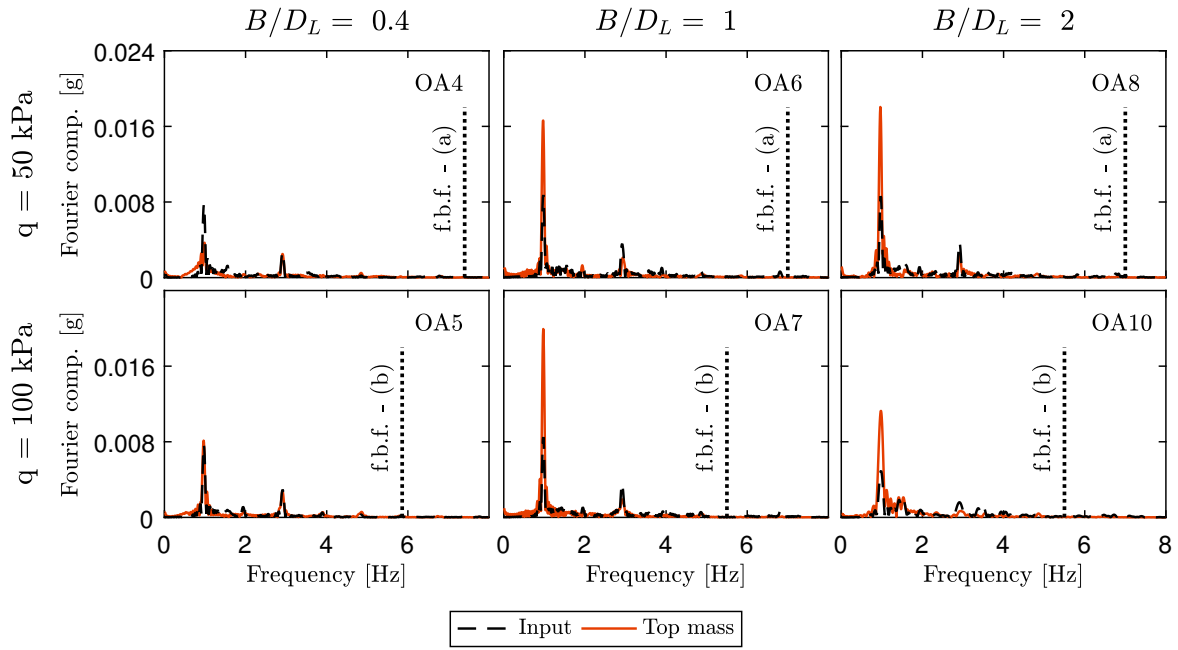 B/D_L = 0.4
B/D_L = 1
B/D_L = 2
q = 50 kPa
Fourier comp. [g]
0.024
0.016
0.008
0
OA4
f.b.f. - (a)
OA6
f.b.f. - (a)
OA8
f.b.f. - (a)
q = 100 kPa
Fourier comp. [g]
0.016
0.008
0
OA5
f.b.f. - (b)
OA7
f.b.f. - (b)
OA10
f.b.f. - (b)
0 2 4 6
0 2 4 6
0 2 4 6 8
Frequency [Hz]
Frequency [Hz]
Frequency [Hz]
Input
Top mass